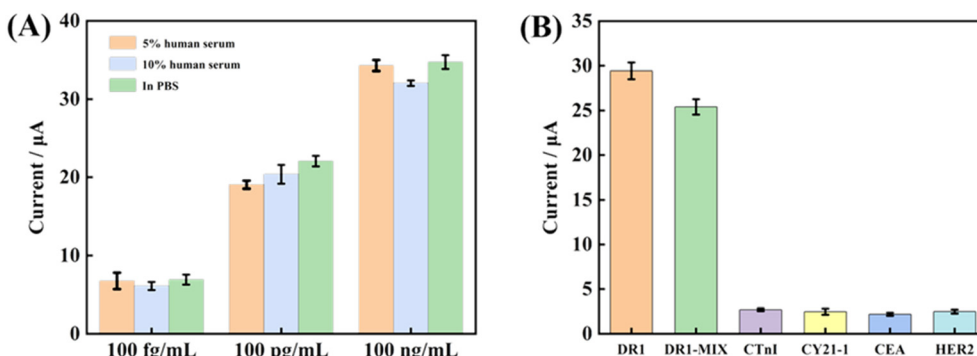 (A)
5% human serum
10% human serum
In PBS
Current / μA
40
30
20
10
0
100 fg/mL 100 pg/mL 100 ng/mL
(B)
Current / μA
35
30
25
20
15
10
5
0
DR1 DR1-MIX CTnI CY21-1 CEA HER2